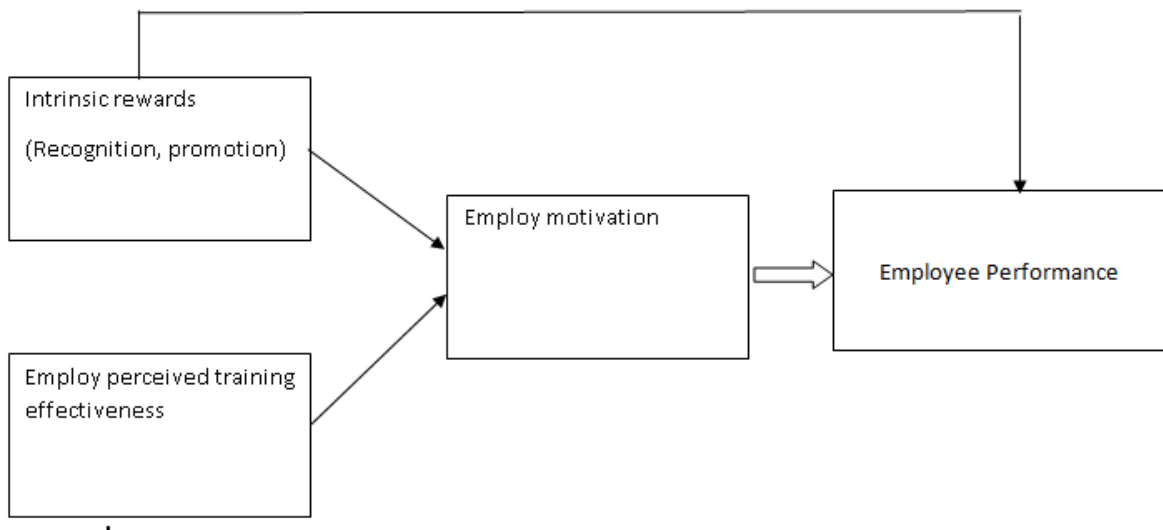 Intrinsic rewards
(Recognition, promotion)
Employ motivation
Employee Performance
Employ perceived training
effectiveness